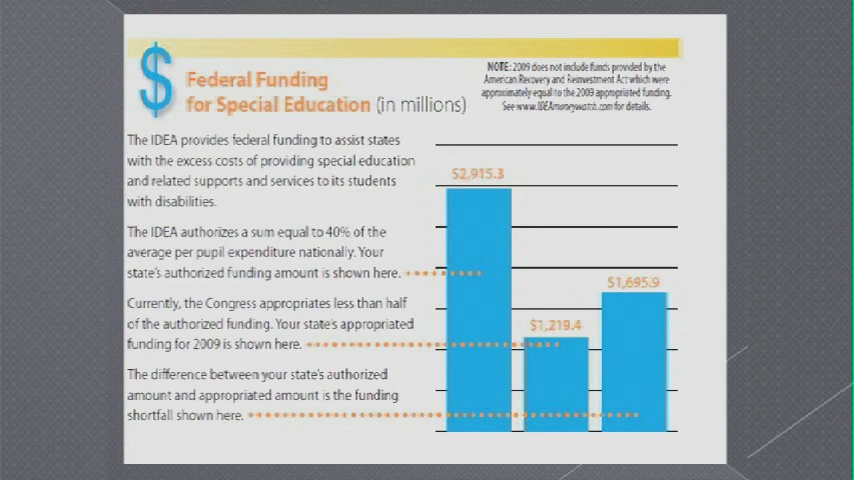 $
Federal Funding
for Special Education (in millions)
NOTE: 2009 does not include funds provided by the
American Recovery and Reinvestment Act which were
approximately equal to the 2009 appropriated funding.
See www.IDEAmoneywatch.com for details.
The IDEA provides federal funding to assist states
with the excess costs of providing special education
and related supports and services to its students
with disabilities.
The IDEA authorizes a sum equal to 40% of the
average per pupil expenditure nationally. Your
state's authorized funding amount is shown here.
Currently, the Congress appropriates less than half
of the authorized funding. Your state's appropriated
funding for 2009 is shown here.
The difference between your state's authorized
amount and appropriated amount is the funding
shortfall shown here.
$2,915.3
$1,219.4
$1,695.9